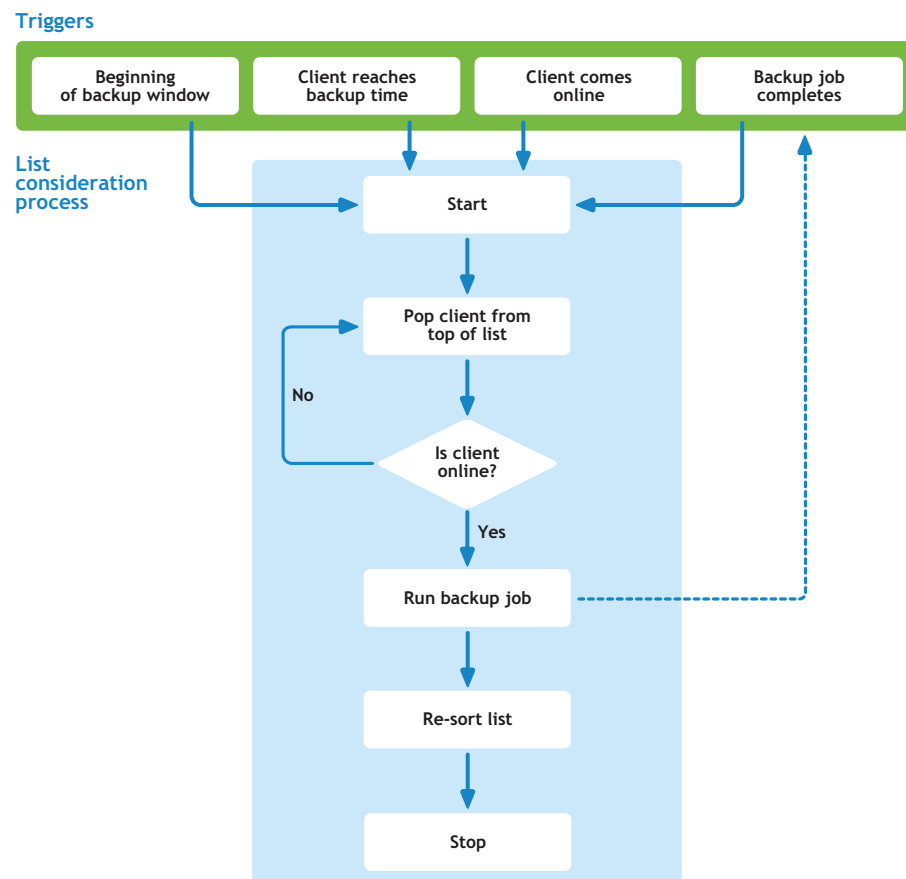 Triggers
Beginning
of backup window
Client reaches
backup time
Client comes
online
Backup job
completes
List
consideration
process
Start
Pop client from
top of list
No
Is client
online?
Yes
Run backup job
Re-sort list
Stop